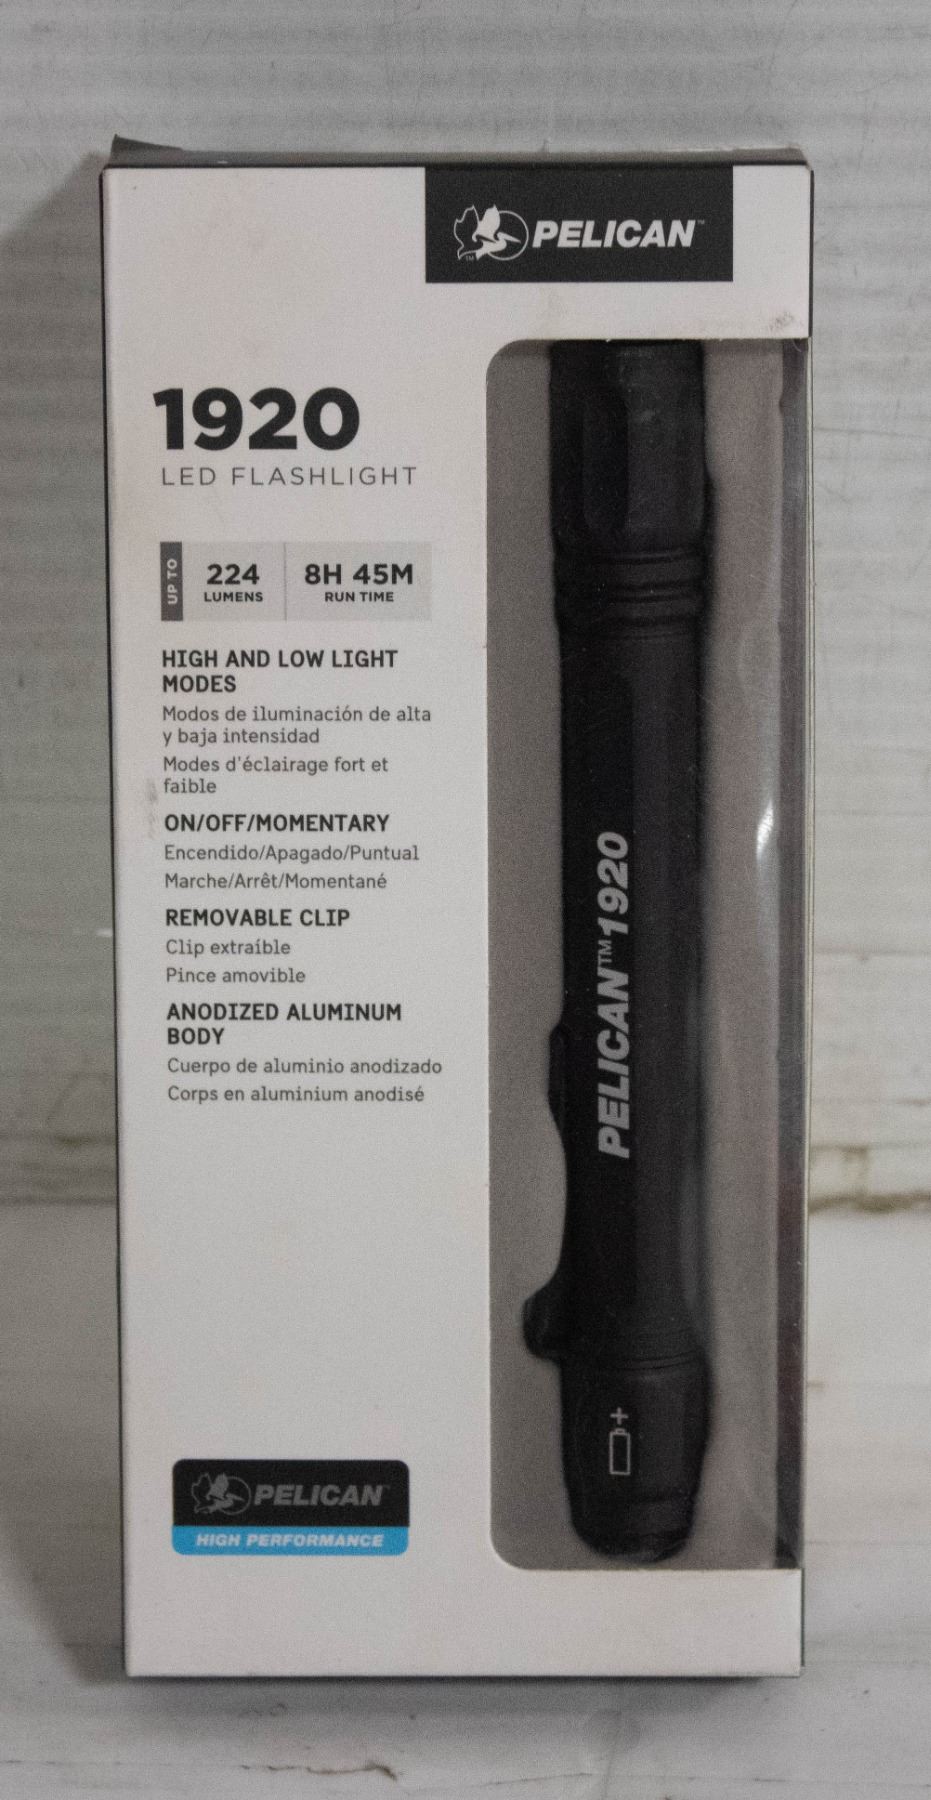 PELICAN™
1920
LED FLASHLIGHT
UP TO
224
LUMENS
8H 45M
RUN TIME
HIGH AND LOW LIGHT
MODES
Modos de iluminación de alta
y baja intensidad
Modes d'éclairage fort et
faible
ON/OFF/MOMENTARY
Encendido/Apagado/Puntual
Marche/Arrêt/Momentané
REMOVABLE CLIP
Clip extraíble
Pince amovible
ANODIZED ALUMINUM
BODY
Cuerpo de aluminio anodizado
Corps en aluminium anodisé
PELICAN™1920
+
PELICAN™
HIGH PERFORMANCE